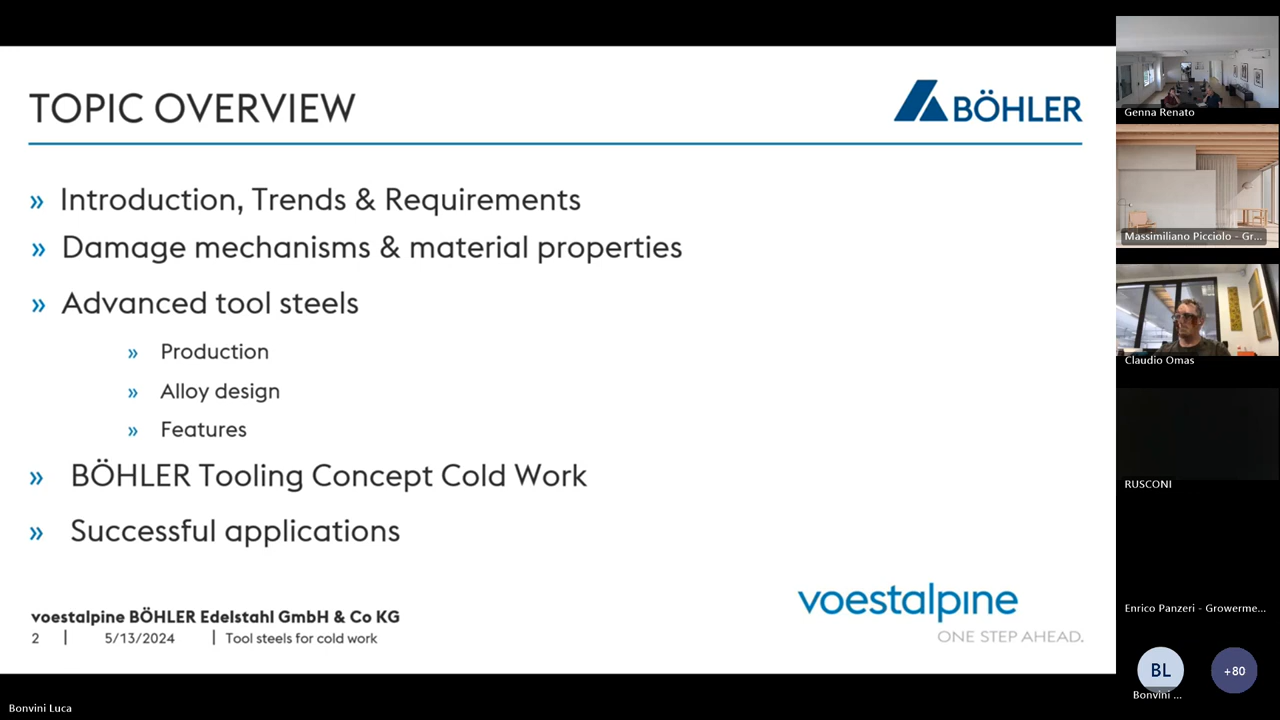 TOPIC OVERVIEW
BÖHLER
» Introduction, Trends & Requirements
» Damage mechanisms & material properties
» Advanced tool steels
» Production
» Alloy design
» Features
» BÖHLER Tooling Concept Cold Work
» Successful applications
voestalpine
ONE STEP AHEAD.
voestalpine BÖHLER Edelstahl GmbH & Co KG
2 | 5/13/2024 | Tool steels for cold work
Genna Renato
Massimiliano Picciolo - Gr...
Claudio Omas
RUSCONI
Enrico Panzeri - Growerme...
BL
+80
Bonvini ...
Bonvini Luca